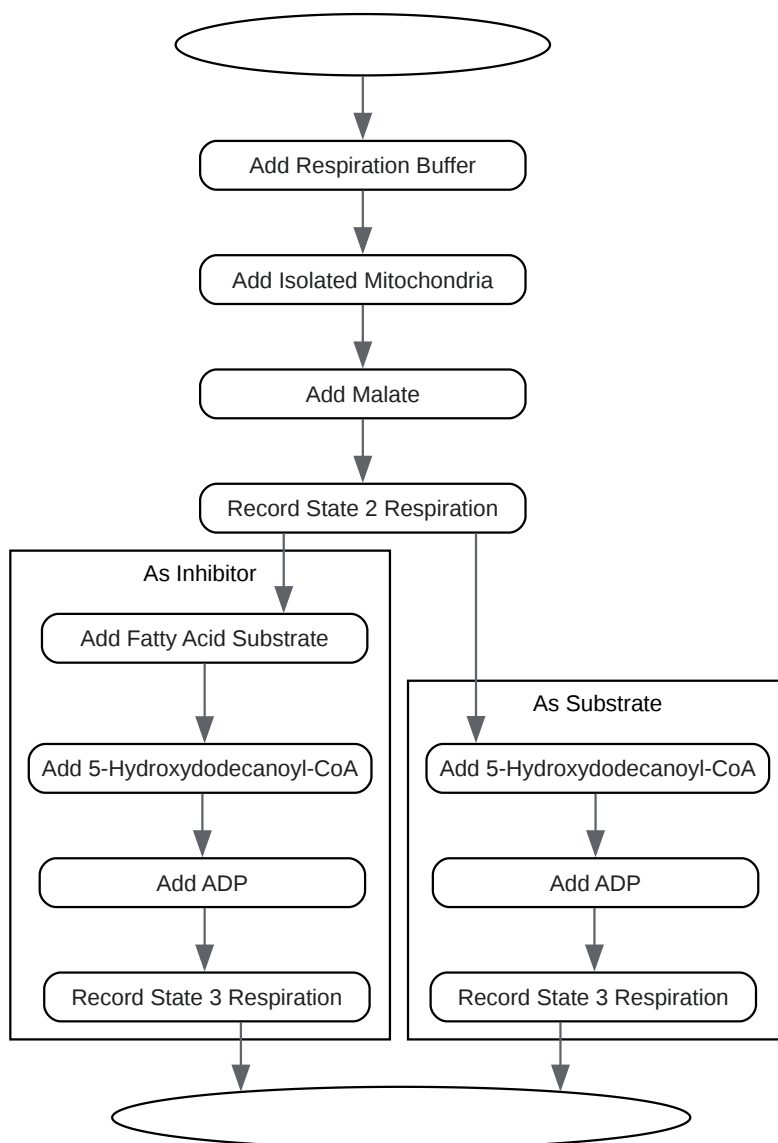 Add Respiration Buffer
Add Isolated Mitochondria
Add Malate
Record State 2 Respiration
As Inhibitor
Add Fatty Acid Substrate
Add 5-Hydroxydodecanoyl-CoA
Add ADP
Record State 3 Respiration
As Substrate
Add 5-Hydroxydodecanoyl-CoA
Add ADP
Record State 3 Respiration